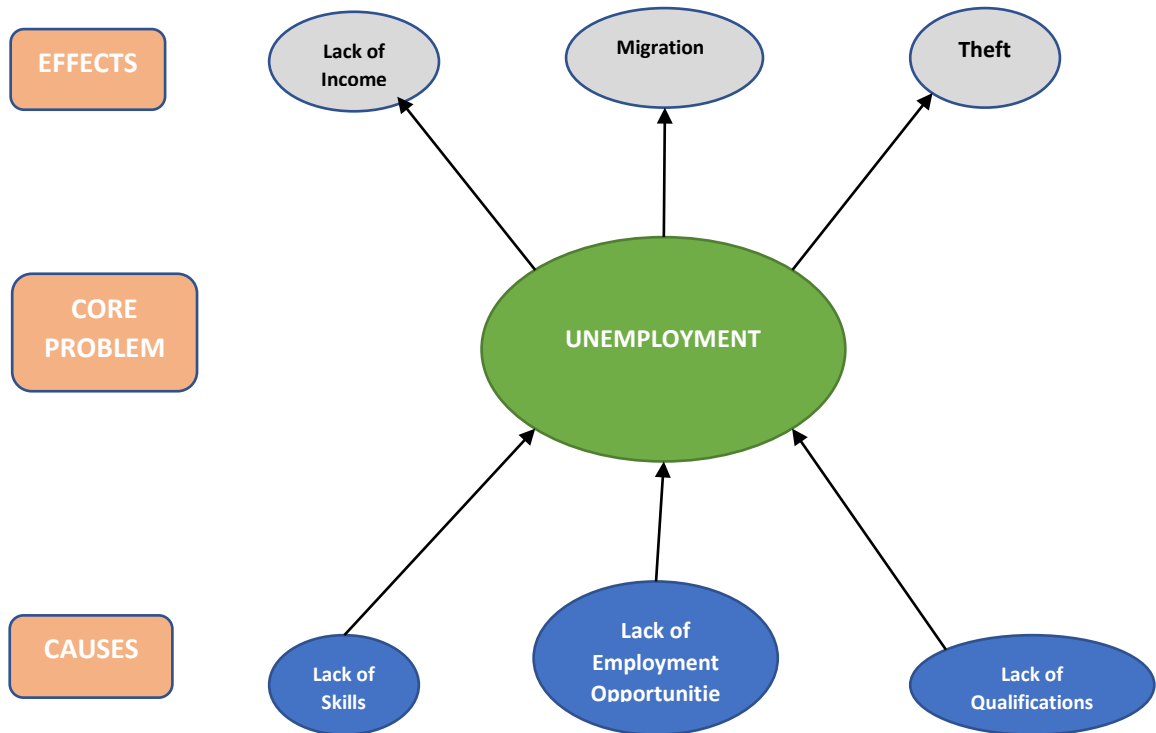 EFFECTS
Lack of
Income
Migration
Theft
CORE
PROBLEM
UNEMPLOYMENT
CAUSES
Lack of
Skills
Lack of
Employment
Opportunitie
Lack of
Qualifications